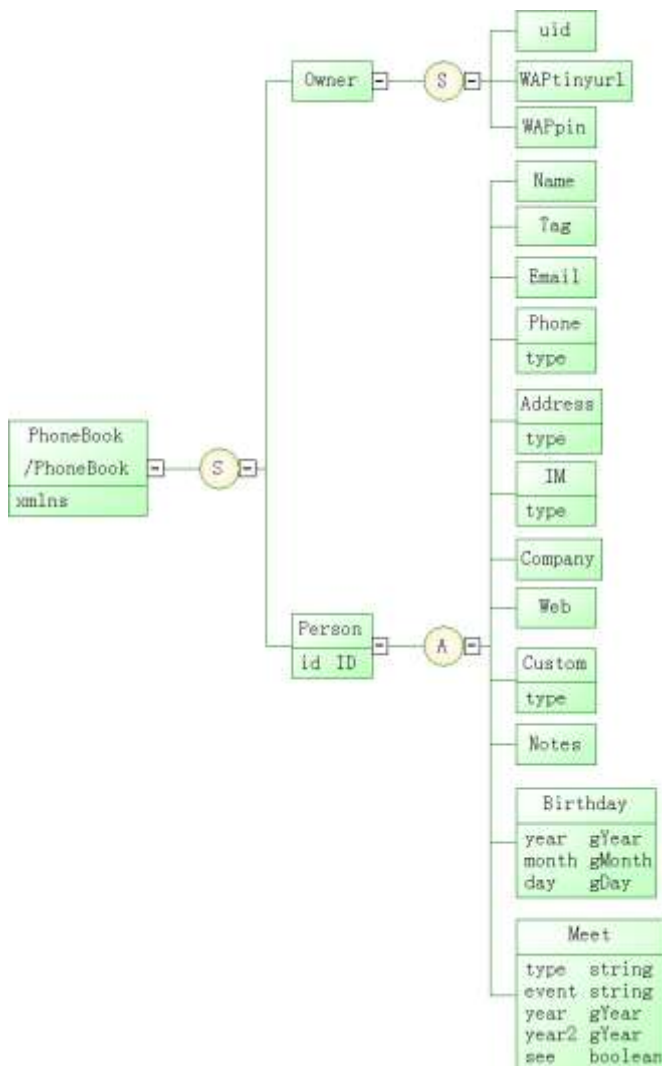 uid
Owner
S
WAPtinyurl
WAPpin
Name
Tag
Email
Phone
type
Address
type
PhoneBook
/PhoneBook
S
xmlns
IM
type
Company
Web
Person
id ID
A
Custom
type
Notes
Birthday
year gYear
month gMonth
day gDay
Meet
type string
event string
year gYear
year2 gYear
see boolean